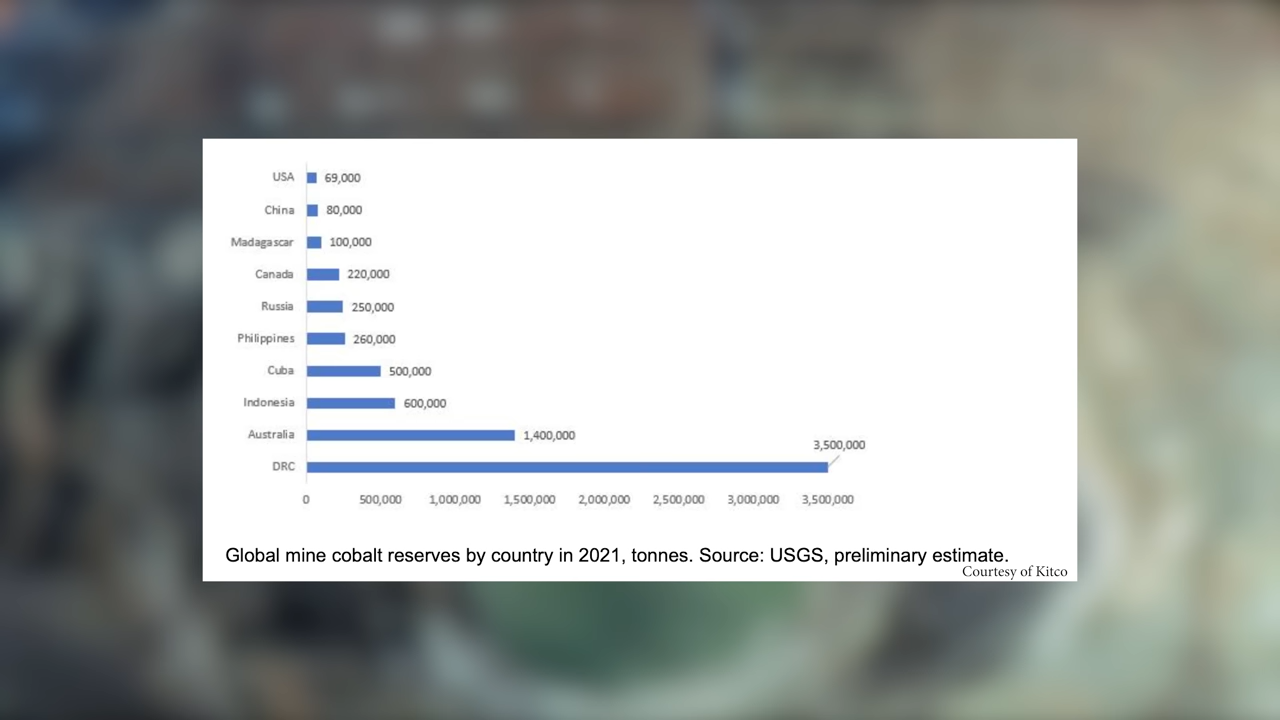 USA 69,000
China 80,000
Madagascar 100,000
Canada 220,000
Russia 250,000
Philippines 260,000
Cuba 500,000
Indonesia 600,000
Australia 1,400,000
3,500,000
DRC
0 500,000 1,000,000 1,500,000 2,000,000 2,500,000 3,000,000 3,500,000
Global mine cobalt reserves by country in 2021, tonnes. Source: USGS, preliminary estimate.
Courtesy of Kitco